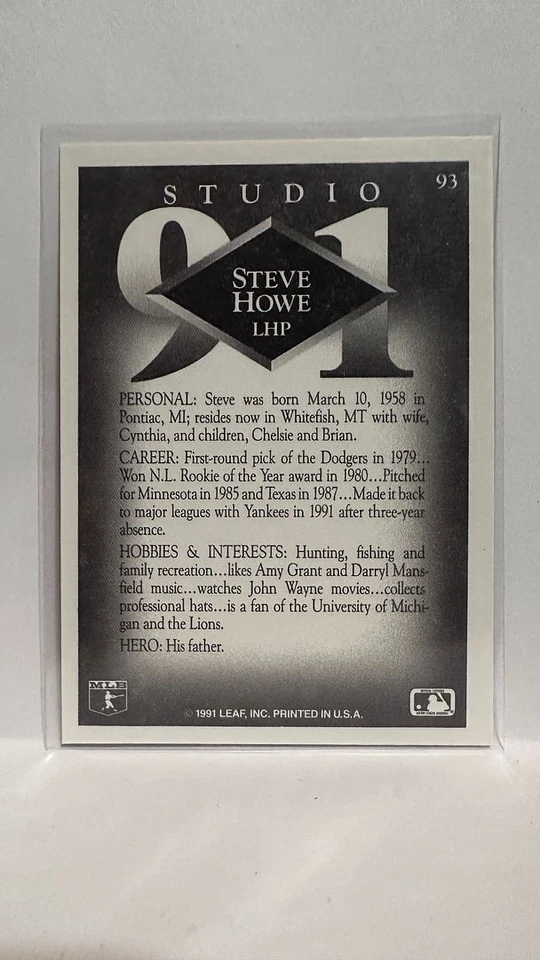 93
STUDIO
91
STEVE
HOWE
LHP
PERSONAL: Steve was born March 10, 1958 in
Pontiac, MI; resides now in Whitefish, MT with wife,
Cynthia, and children, Chelsie and Brian.
CAREER: First-round pick of the Dodgers in 1979...
Won N.L. Rookie of the Year award in 1980...Pitched
for Minnesota in 1985 and Texas in 1987...Made it back
to major leagues with Yankees in 1991 after three-year
absence.
HOBBIES & INTERESTS: Hunting, fishing and
family recreation...likes Amy Grant and Darryl Mans-
field music...watches John Wayne movies...collects
professional hats...is a fan of the University of Michi-
gan and the Lions.
HERO: His father.
MLB
© 1991 LEAF, INC. PRINTED IN U.S.A.